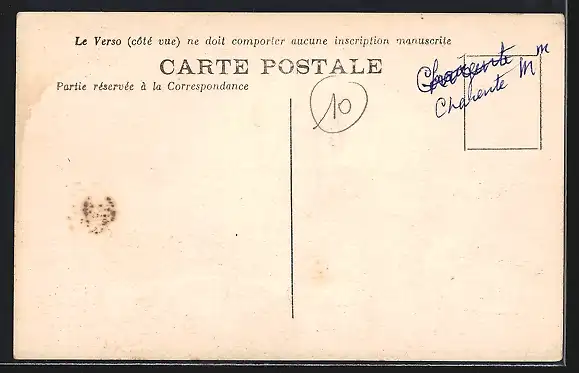 Le Verso (côté vue) ne doit comporter aucune inscription manuscrite
CARTE POSTALE
Partie réservée à la Correspondance
10
Charente M
Charente M